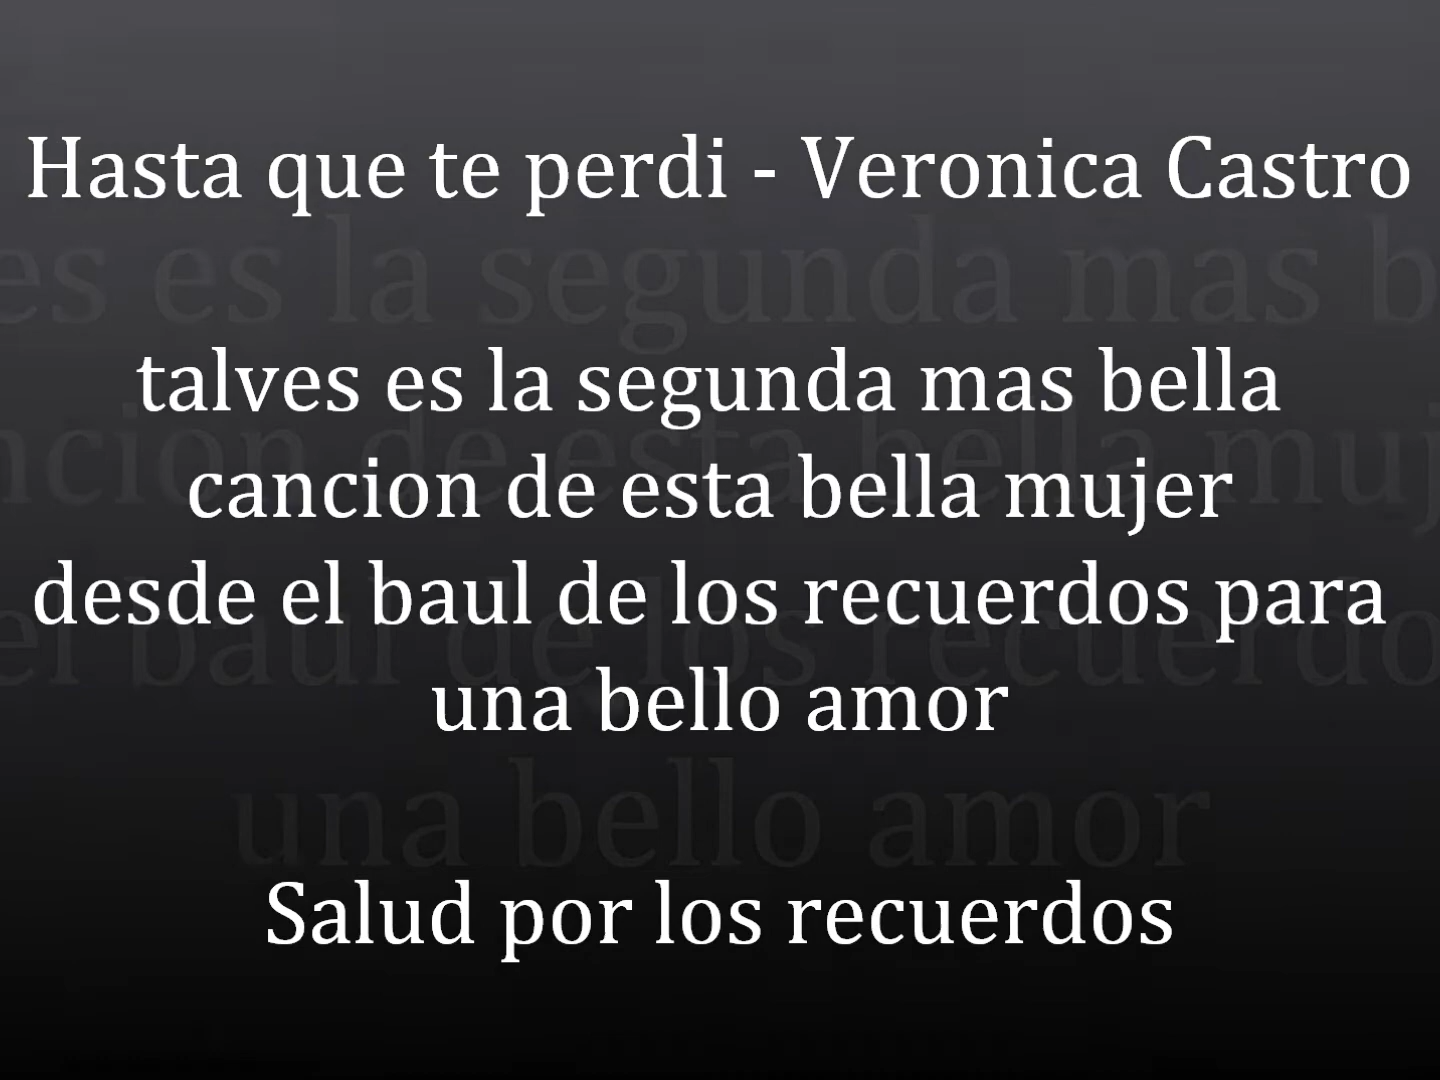 Hasta que te perdi - Veronica Castro
talves es la segunda mas bella
cancion de esta bella mujer
desde el baul de los recuerdos para
una bello amor
Salud por los recuerdos